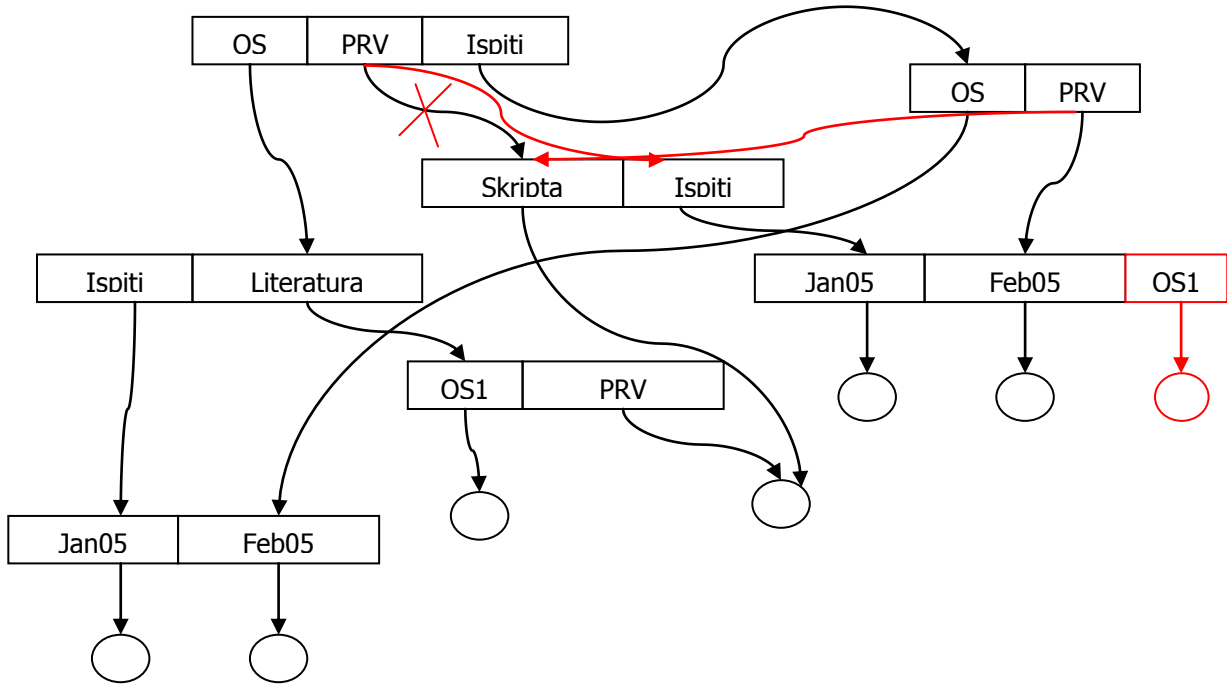 OS PRV Ispiti
OS PRV
Skripta Ispiti
Ispiti Literatura
Jan05 Feb05 OS1
OS1 PRV
Jan05 Feb05